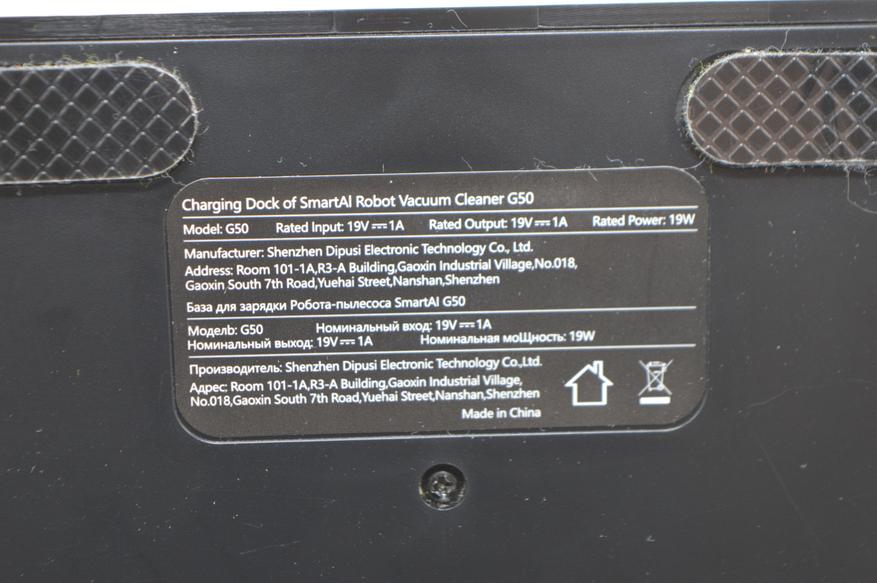 Charging Dock of SmartAI Robot Vacuum Cleaner G50
Model: G50 Rated Input: 19V⎓1A Rated Output: 19V⎓1A Rated Power: 19W
Manufacturer: Shenzhen Dipusi Electronic Technology Co., Ltd.
Address: Room 101-1A,R3-A Building,Gaoxin Industrial Village,No.018,
Gaoxin South 7th Road,Yuehai Street,Nanshan,Shenzhen
База для зарядки Робота-пылесоса SmartAI G50
Моделb: G50 Номинальный вход: 19V⎓1A
Номинальный выход: 19V⎓1A Номинальная моЩность: 19W
Производитель: Shenzhen Dipusi Electronic Technology Co.,Ltd.
Адрес: Room 101-1A,R3-A Building,Gaoxin Industrial Village,
No.018,Gaoxin South 7th Road,Yuehai Street,Nanshan,Shenzhen
Made in China